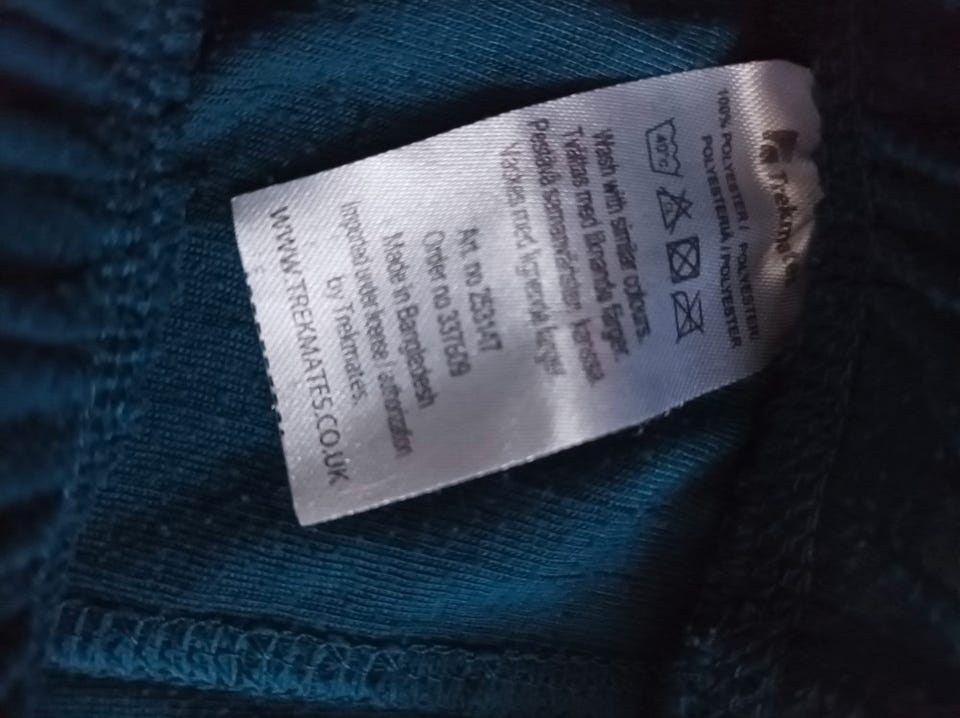 Trekmates
100% POLYESTER / POLYESTER/
POLYESTERIÄ POLYESTER
40°C
Wash with similar colours.
Tvättas med liknande färger.
Pestävä samanväristen, kanssa.
Vaskes med lignende farger.
Art. no 253147
Order no 337609
Made in Bangladesh
Imported under license / authorization
by Trekmates.
WWW.TREKMATES.CO.UK